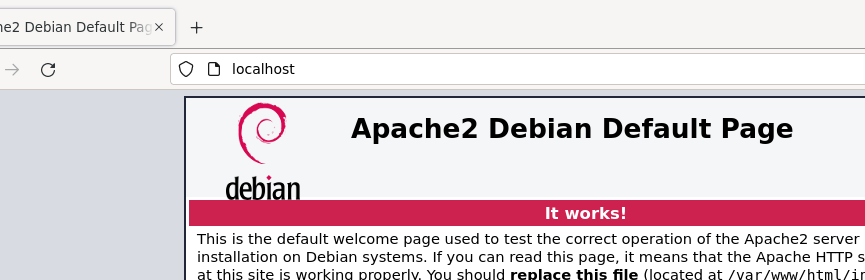 e2 Debian Default Pag
localhost
debian
Apache2 Debian Default Page
It works!
This is the default welcome page used to test the correct operation of the Apache2 server
installation on Debian systems. If you can read this page, it means that the Apache HTTP s
at this site is working properly. You should replace this file (located at /var/www/html/in